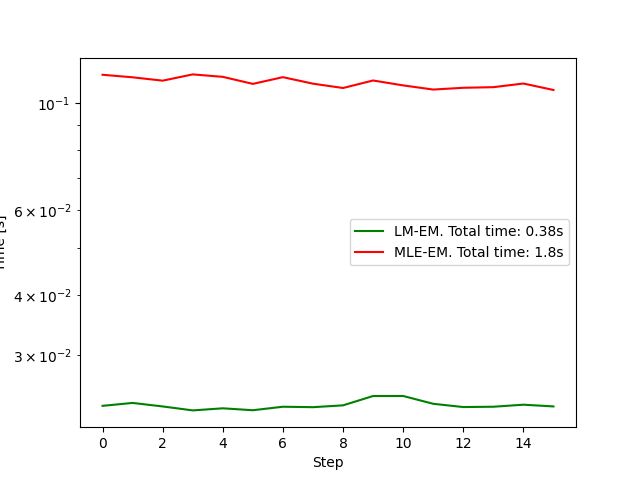 10⁻¹
6 × 10⁻²
4 × 10⁻²
3 × 10⁻²
LM-EM. Total time: 0.38s
MLE-EM. Total time: 1.8s
0 2 4 6 8 10 12 14
Step